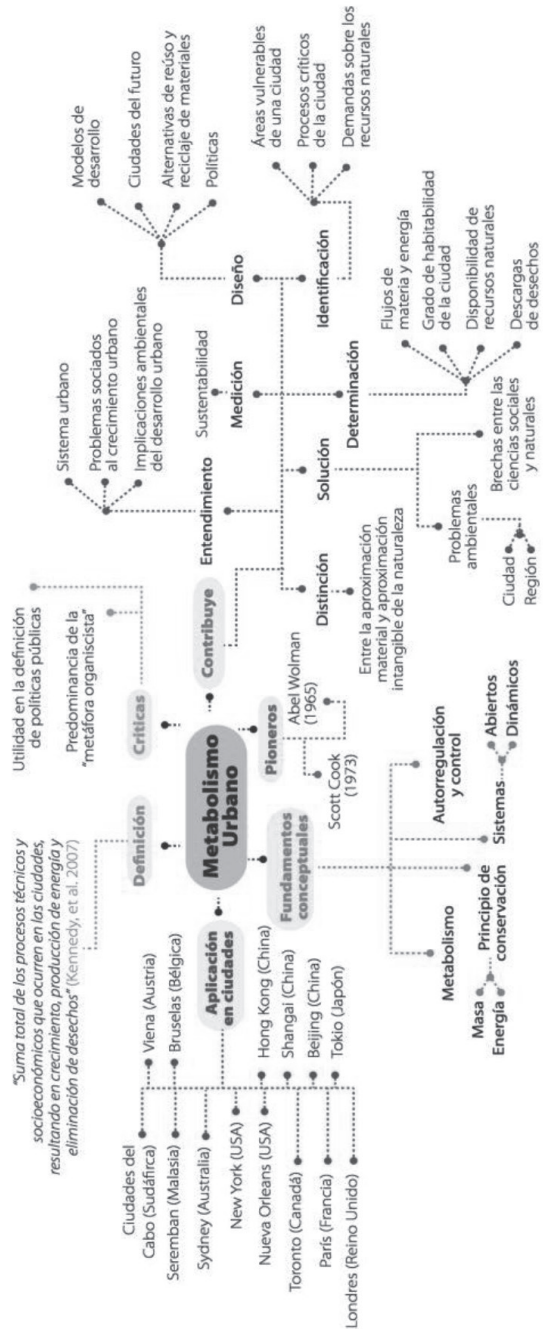 "Suma total de los procesos técnicos y
socioeconómicos que ocurren en las ciudades,
resultando en crecimiento, producción de energía y
eliminación de desechos" (Kennedy, et al. 2007)
Definición
Críticas
Utilidad en la definición
de políticas públicas
Predominancia de la
"metáfora organiscista"
Metabolismo
Urbano
Contribuye
Entendimiento
Sistema urbano
Problemas sociados
al crecimiento urbano
Implicaciones ambientales
del desarrollo urbano
Medición
Sustentabilidad
Diseño
Modelos de
desarrollo
Ciudades del futuro
Alternativas de reúso y
reciclaje de materiales
Políticas
Distinción
Entre la aproximación
material y aproximación
intangible de la naturaleza
Solución
Problemas
ambientales
Ciudad
Región
Brechas entre las
ciencias sociales
y naturales
Determinación
Flujos de
materia y energía
Grado de habitabilidad
de la ciudad
Disponibilidad de
recursos naturales
Descargas
de desechos
Identificación
Áreas vulnerables
de una ciudad
Procesos críticos
de la ciudad
Demandas sobre los
recursos naturales
Pioneros
Abel Wolman
(1965)
Scott Cook
(1973)
Fundamentos
conceptuales
Metabolismo
Principio de
conservación
Masa
Energía
Sistemas
Abiertos
Dinámicos
Autorregulación
y control
Aplicación
en ciudades
Ciudades del
Cabo (Sudáfirca)
Viena (Austria)
Seremban (Malasia)
Bruselas (Bélgica)
Sydney (Australia)
New York (USA)
Nueva Orleans (USA)
Hong Kong (China)
Toronto (Canadá)
Shangai (China)
París (Francia)
Beijing (China)
Londres (Reino Unido)
Tokio (Japón)